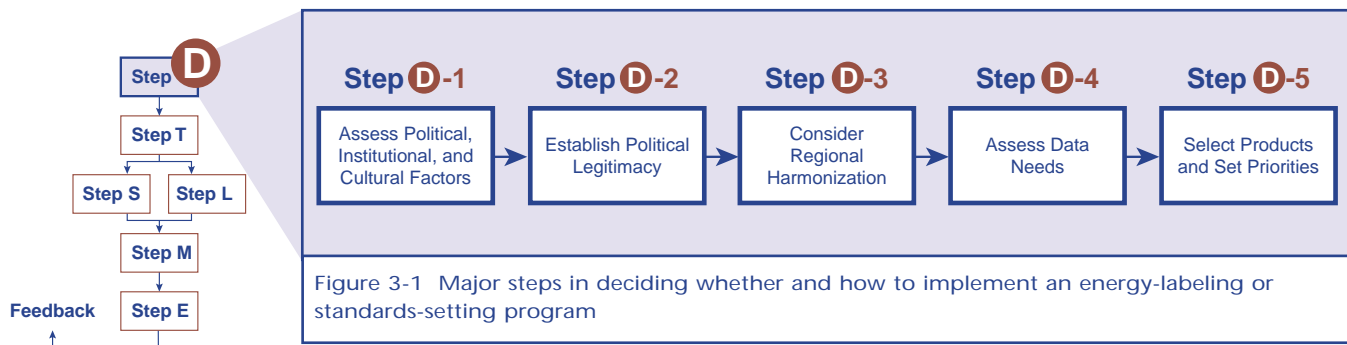 Step D
Step T
Step S
Step L
Step M
Step E
Feedback
Step D-1
Assess Political,
Institutional, and
Cultural Factors
Step D-2
Establish Political
Legitimacy
Step D-3
Consider
Regional
Harmonization
Step D-4
Assess Data
Needs
Step D-5
Select Products
and Set Priorities
Figure 3-1 Major steps in deciding whether and how to implement an energy-labeling or
standards-setting program